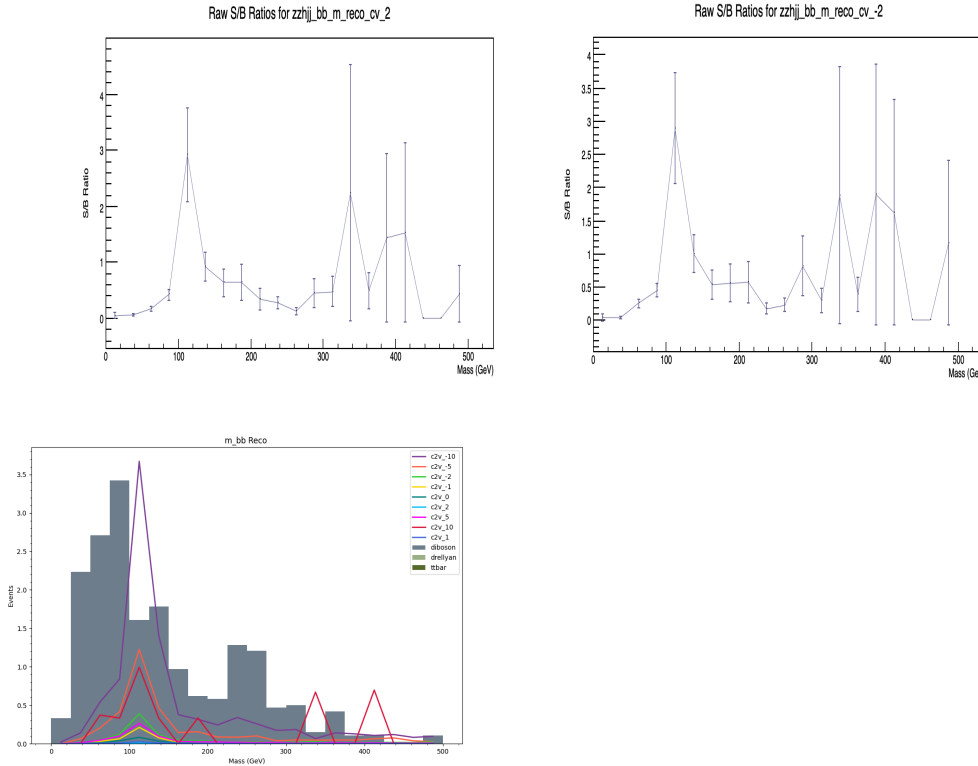 Raw S/B Ratios for zzhjj_bb_m_reco_cv_2
S/B Ratio
4
3
2
1
0
0
100
200
300
400
500
Mass (GeV)
Raw S/B Ratios for zzhjj_bb_m_reco_cv_-2
S/B Ratio
4
3.5
3
2.5
2
1.5
1
0.5
0
0
100
200
300
400
500
Mass (Ge
m_bb Reco
Events
3.5
3.0
2.5
2.0
1.5
1.0
0.5
0.0
0
100
200
300
400
500
Mass (GeV)
c2v_-10
c2v_-5
c2v_-2
c2v_-1
c2v_0
c2v_2
c2v_5
c2v_10
c2v_1
diboson
drellyan
ttbar